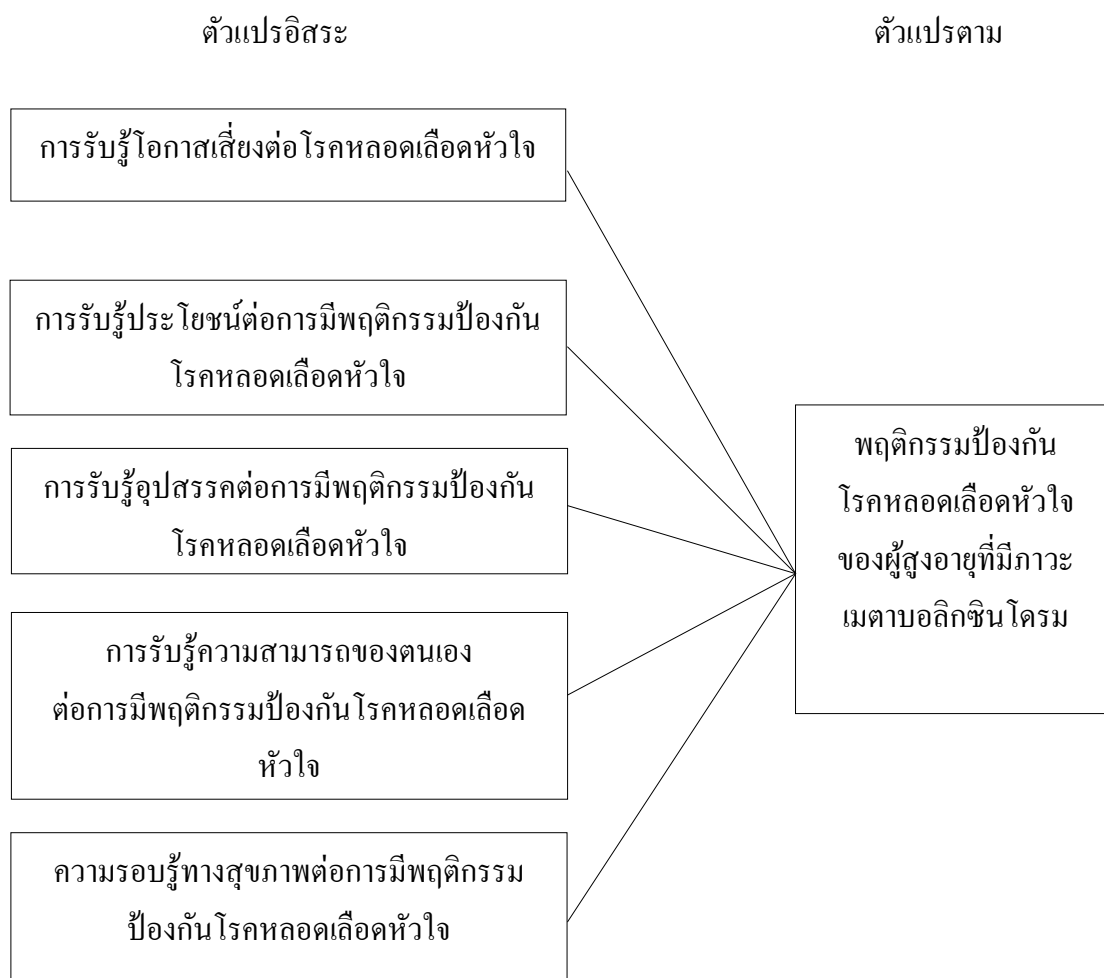 ตัวแปรอิสระ
ตัวแปรตาม
การรับรู้โอกาสเสี่ยงต่อโรคหลอดเลือดหัวใจ
การรับรู้ประโยชน์ต่อการมีพฤติกรรมป้องกัน
โรคหลอดเลือดหัวใจ
การรับรู้อุปสรรคต่อการมีพฤติกรรมป้องกัน
โรคหลอดเลือดหัวใจ
การรับรู้ความสามารถของตนเอง
ต่อการมีพฤติกรรมป้องกันโรคหลอดเลือด
หัวใจ
ความรอบรู้ทางสุขภาพต่อการมีพฤติกรรม
ป้องกันโรคหลอดเลือดหัวใจ
พฤติกรรมป้องกัน
โรคหลอดเลือดหัวใจ
ของผู้สูงอายุที่มีภาวะ
เมตาบอลิกซินโดรม